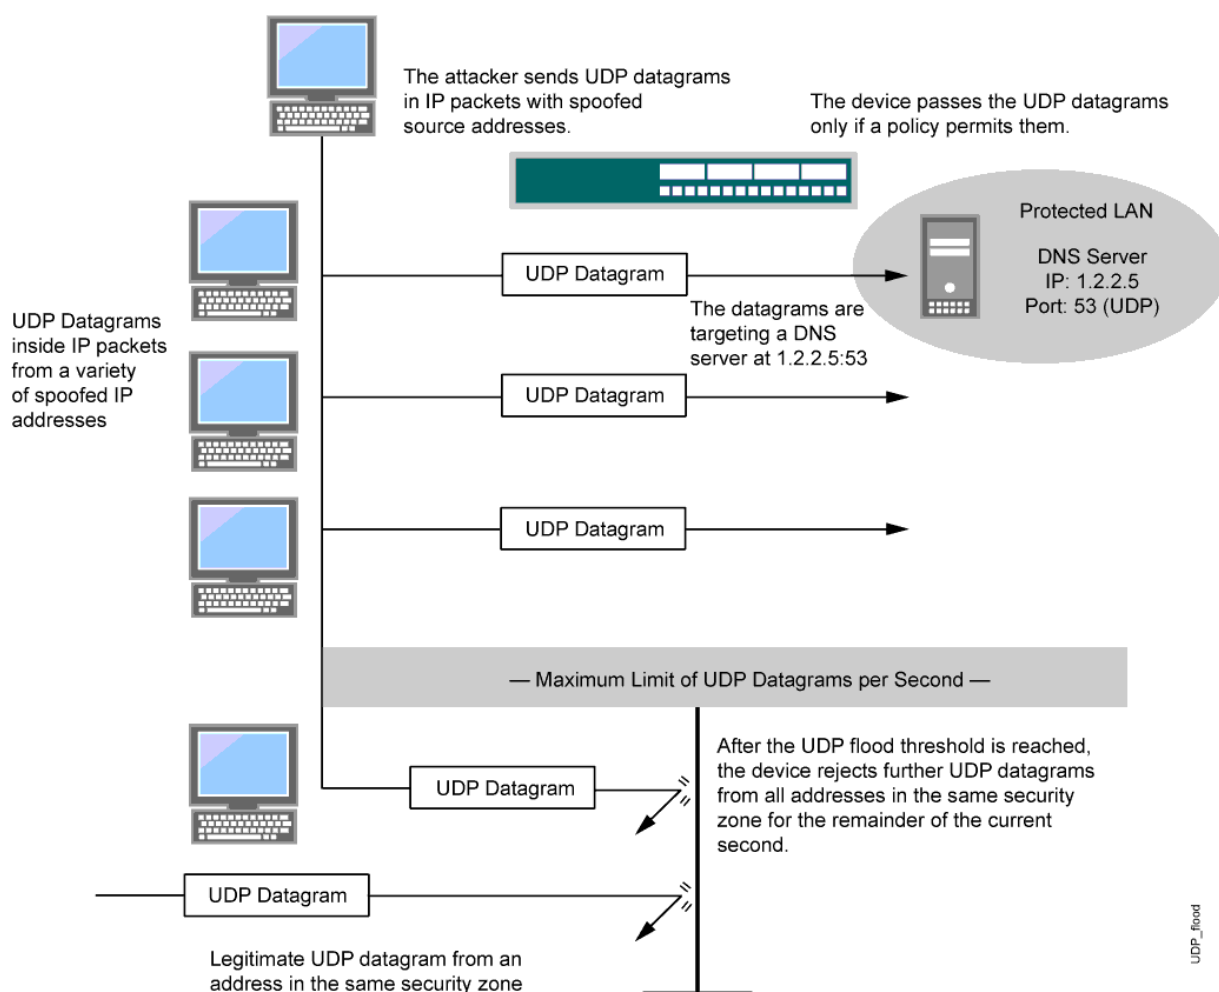 The attacker sends UDP datagrams
in IP packets with spoofed
source addresses.
The device passes the UDP datagrams
only if a policy permits them.
Protected LAN
DNS Server
IP: 1.2.2.5
Port: 53 (UDP)
UDP Datagram
The datagrams are
targeting a DNS
server at 1.2.2.5:53
UDP Datagrams
inside IP packets
from a variety
of spoofed IP
addresses
UDP Datagram
UDP Datagram
— Maximum Limit of UDP Datagrams per Second —
After the UDP flood threshold is reached,
the device rejects further UDP datagrams
from all addresses in the same security
zone for the remainder of the current
second.
UDP Datagram
UDP Datagram
Legitimate UDP datagram from an
address in the same security zone
UDP_flood